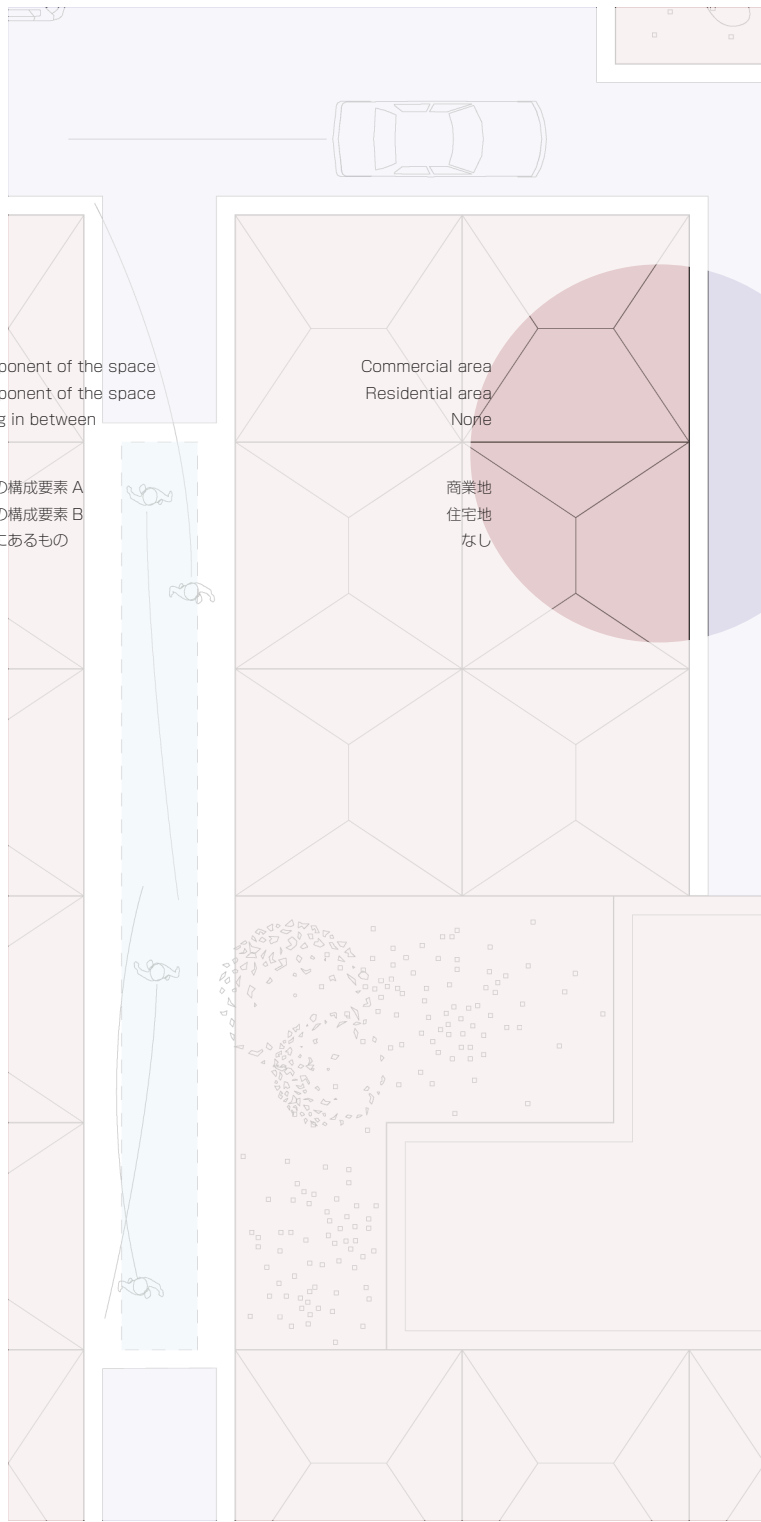 ponent of the space Commercial area
ponent of the space Residential area
g in between None
の構成要素 A 商業地
の構成要素 B 住宅地
にあるもの なし